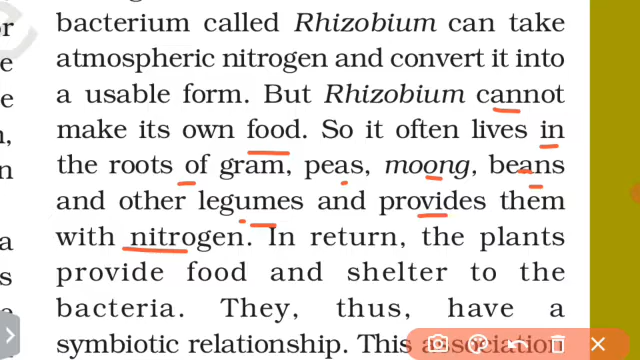 bacterium called Rhizobium can take
atmospheric nitrogen and convert it into
a usable form. But Rhizobium cannot
make its own food. So it often lives in
the roots of gram, peas, moong, beans
and other legumes and provides them
with nitrogen. In return, the plants
provide food and shelter to the
bacteria. They, thus, have a
symbiotic relationship. This association